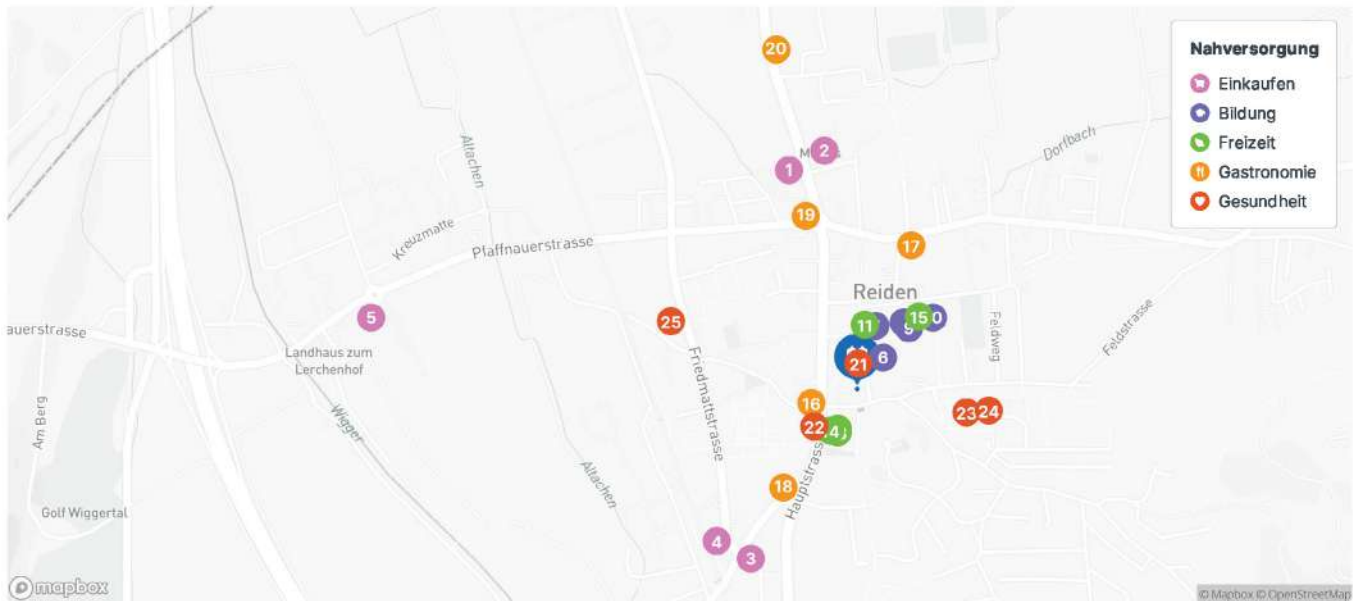 Nahversorgung
Einkaufen
Bildung
Freizeit
Gastronomie
Gesundheit
20
2
1
Dorfbach
Altachen
19
Kreuzmatte
17
Pfaffnauerstrasse
Reiden
5
25
11
9
15
Feldweg
Feldstrasse
auerstrasse
Landhaus zum
Lerchenhof
6
21
Friedmattstrasse
Am Berg
Wigger
16
22
4
23
24
Altachen
18
Hauptstrasse
Golf Wiggertal
4
3
mapbox
© Mapbox © OpenStreetMap